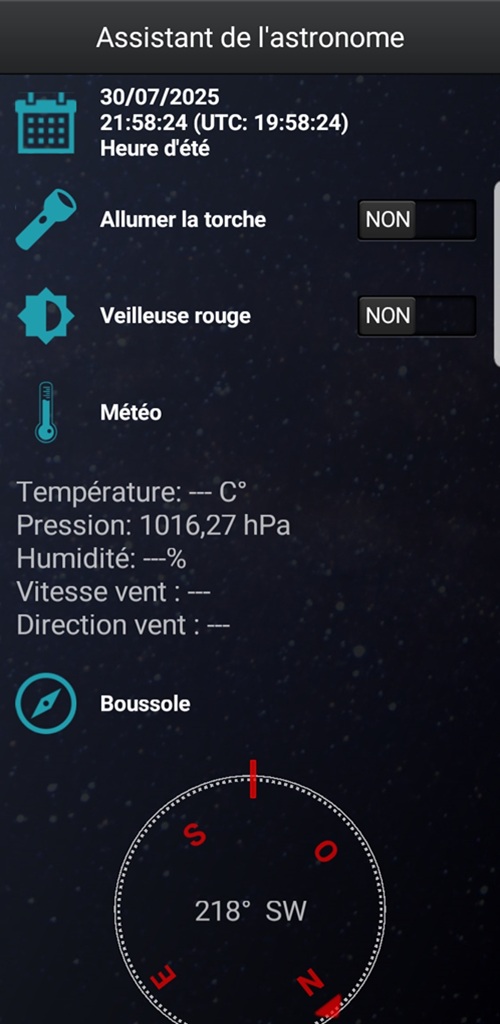 Assistant de l'astronome
30/07/2025
21:58:24 (UTC: 19:58:24)
Heure d'été
Allumer la torche
NON
Veilleuse rouge
NON
Météo
Température: --- C°
Pression: 1016,27 hPa
Humidité: ---%
Vitesse vent : ---
Direction vent : ---
Boussole
S
O
218° SW
E
N